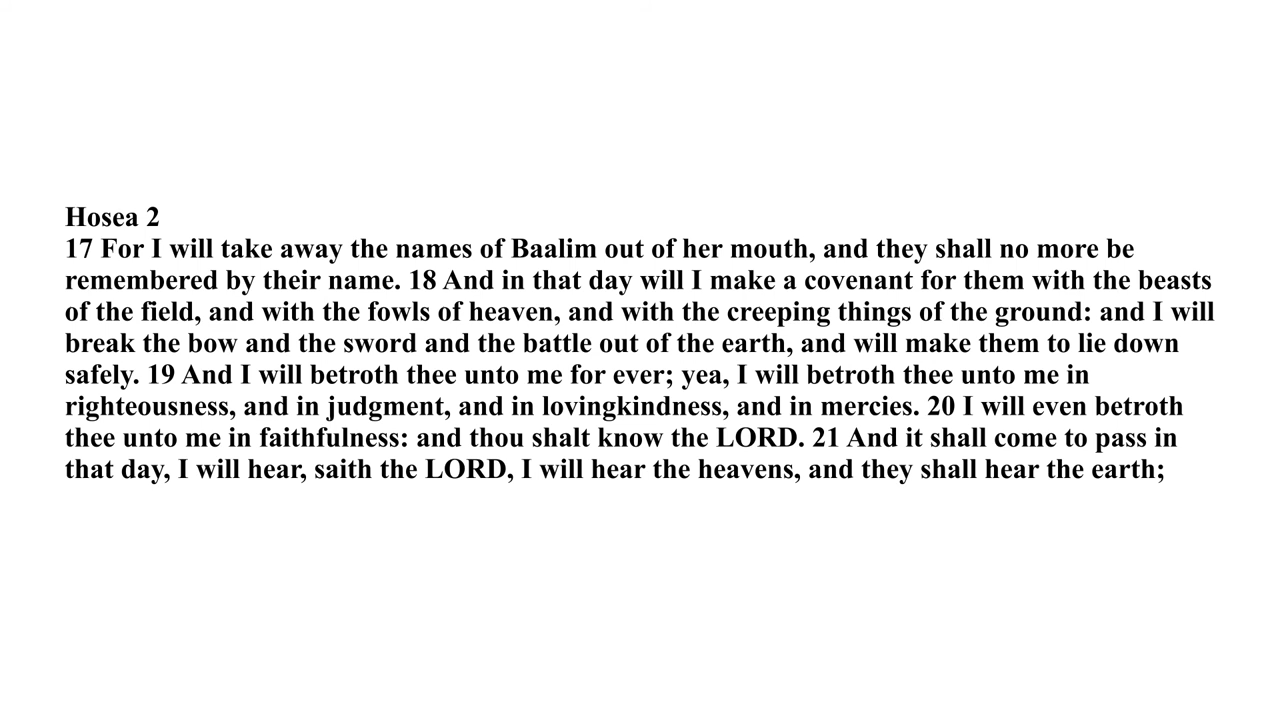 Hosea 2
17 For I will take away the names of Baalim out of her mouth, and they shall no more be
remembered by their name. 18 And in that day will I make a covenant for them with the beasts
of the field, and with the fowls of heaven, and with the creeping things of the ground: and I will
break the bow and the sword and the battle out of the earth, and will make them to lie down
safely. 19 And I will betroth thee unto me for ever; yea, I will betroth thee unto me in
righteousness, and in judgment, and in lovingkindness, and in mercies. 20 I will even betroth
thee unto me in faithfulness: and thou shalt know the LORD. 21 And it shall come to pass in
that day, I will hear, saith the LORD, I will hear the heavens, and they shall hear the earth;